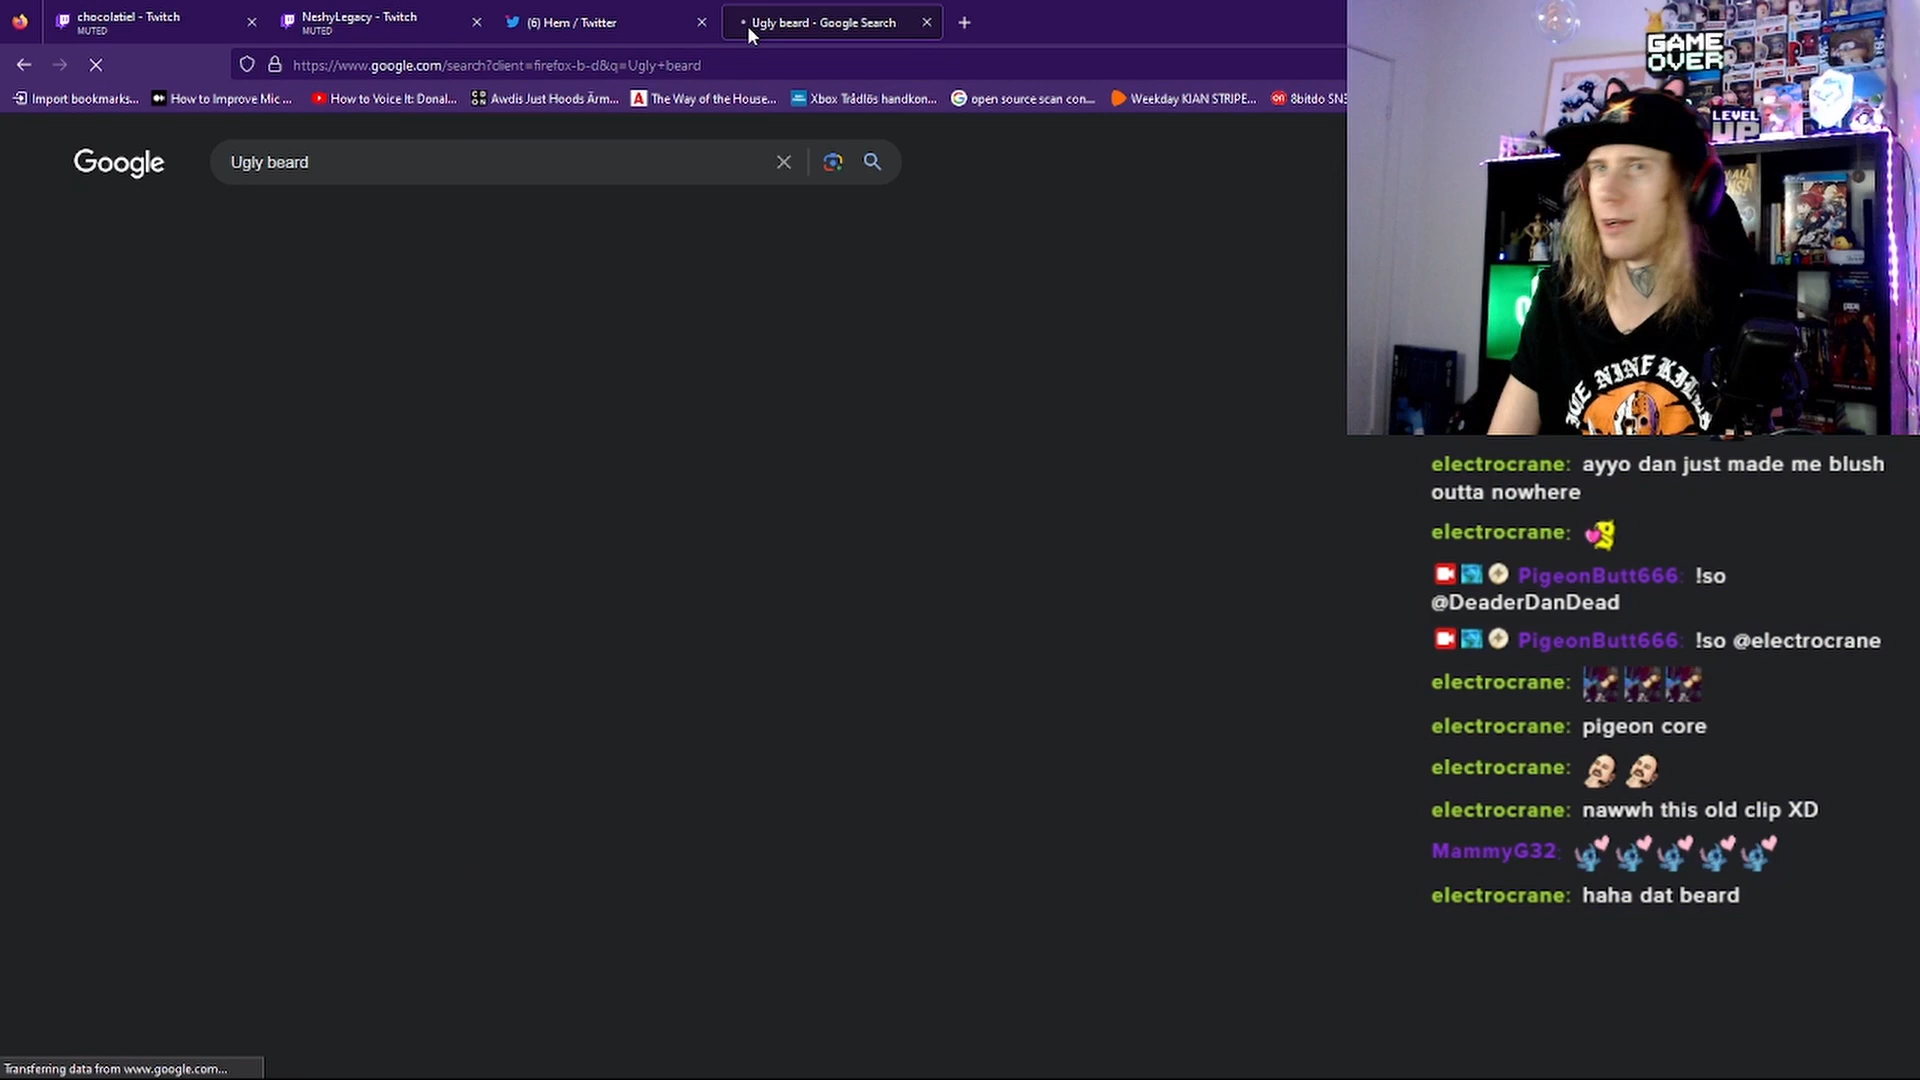 chocolatiel - Twitch
MUTED
NeshyLegacy - Twitch
MUTED
(6) Hem / Twitter
Ugly beard - Google Search
https://www.google.com/search?client=firefox-b-d&q=Ugly+beard
Import bookmarks...
How to Improve Mic ...
How to Voice It: Donal...
Awdis Just Hoods Ärm...
The Way of the House...
Xbox Trådlös handkon...
open source scan con...
Weekday KIAN STRIPE...
8bitdo SN3
Google
Ugly beard
GAME
OVER
LEVEL
UP
ICE NINE KILLS
electrocrane: ayyo dan just made me blush
outta nowhere
electrocrane:
PigeonButt666: !so
@DeaderDanDead
PigeonButt666: !so @electrocrane
electrocrane:
electrocrane: pigeon core
electrocrane:
electrocrane: nawwh this old clip XD
MammyG32:
electrocrane: haha dat beard
Transferring data from www.google.com...